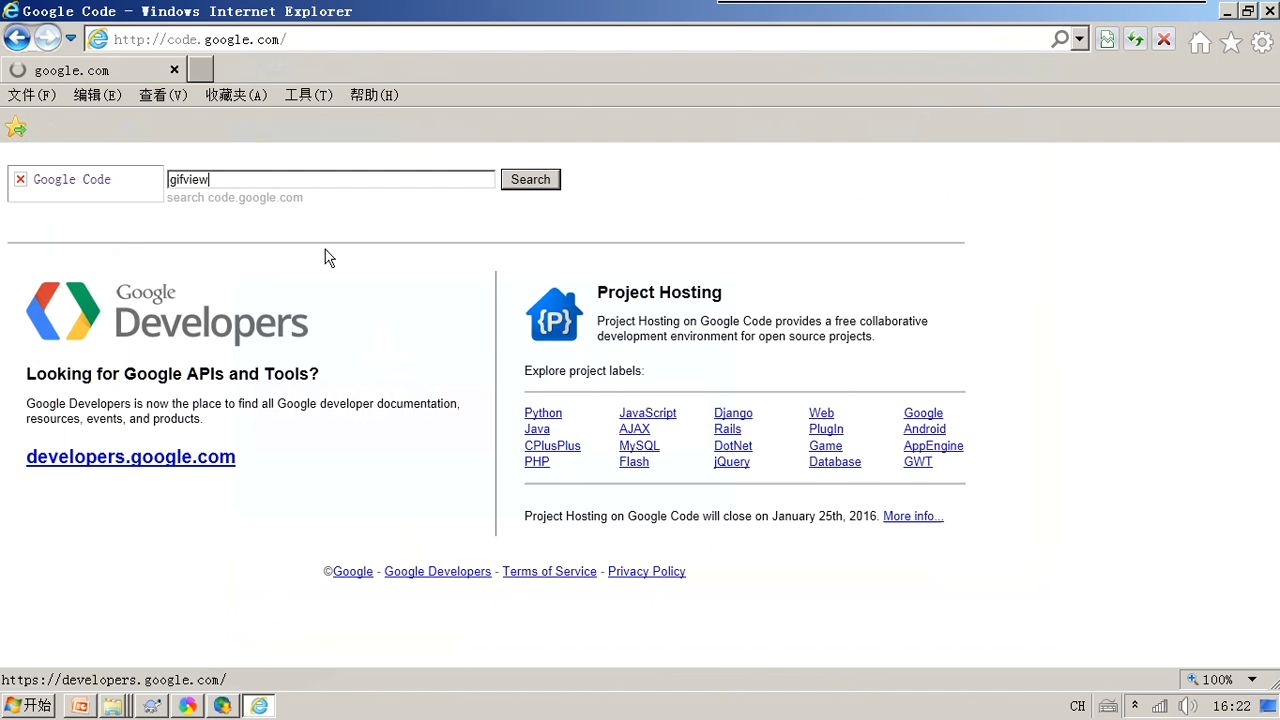 Google Code - Windows Internet Explorer
http://code.google.com/
google.com
文件(F) 编辑(E) 查看(V) 收藏夹(A) 工具(T) 帮助(H)
Google Code
gifview
Search
search code.google.com
Google
Developers
Looking for Google APIs and Tools?
Google Developers is now the place to find all Google developer documentation,
resources, events, and products.
developers.google.com
{P}
Project Hosting
Project Hosting on Google Code provides a free collaborative
development environment for open source projects.
Explore project labels:
Python JavaScript Django Web Google
Java AJAX Rails PlugIn Android
CPlusPlus MySQL DotNet Game AppEngine
PHP Flash jQuery Database GWT
Project Hosting on Google Code will close on January 25th, 2016. More info...
©Google - Google Developers - Terms of Service - Privacy Policy
https://developers.google.com/
100%
开始
CH
16:22